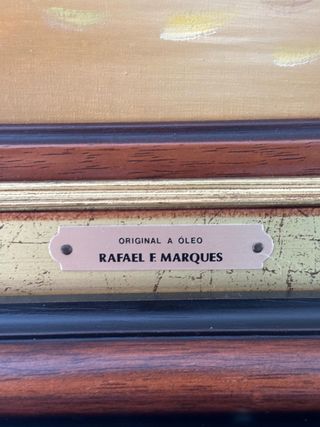 ORIGINAL A ÓLEO
RAFAEL F. MARQUES